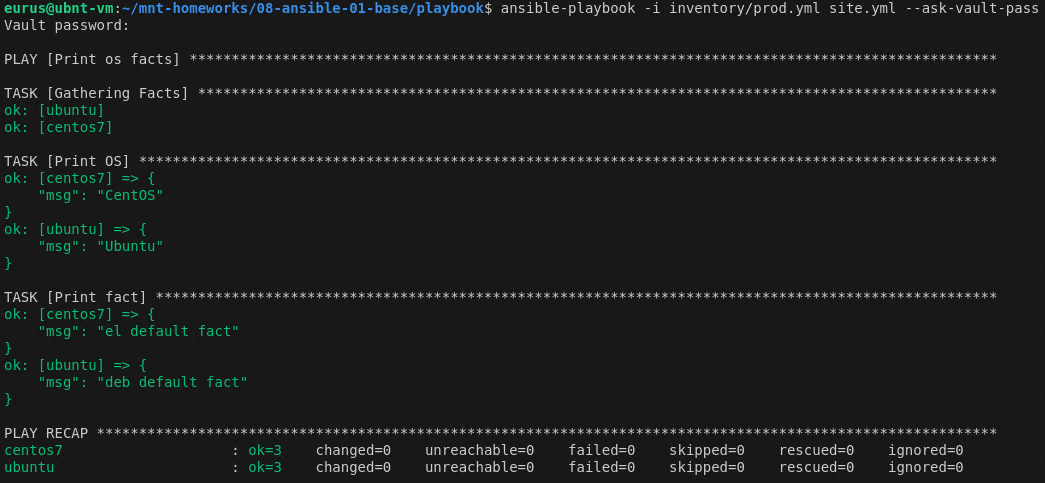 eurus@ubnt-vm:~/mnt-homeworks/08-ansible-01-base/playbook$ ansible-playbook -i inventory/prod.yml site.yml --ask-vault-pass
Vault password:
PLAY [Print os facts] ************************************************************************************************
TASK [Gathering Facts] ***********************************************************************************************
ok: [ubuntu]
ok: [centos7]
TASK [Print OS] ******************************************************************************************************
ok: [centos7] => {
    "msg": "CentOS"
}
ok: [ubuntu] => {
    "msg": "Ubuntu"
}
TASK [Print fact] ****************************************************************************************************
ok: [centos7] => {
    "msg": "el default fact"
}
ok: [ubuntu] => {
    "msg": "deb default fact"
}
PLAY RECAP ***********************************************************************************************************
centos7                    : ok=3    changed=0    unreachable=0    failed=0    skipped=0    rescued=0    ignored=0
ubuntu                     : ok=3    changed=0    unreachable=0    failed=0    skipped=0    rescued=0    ignored=0